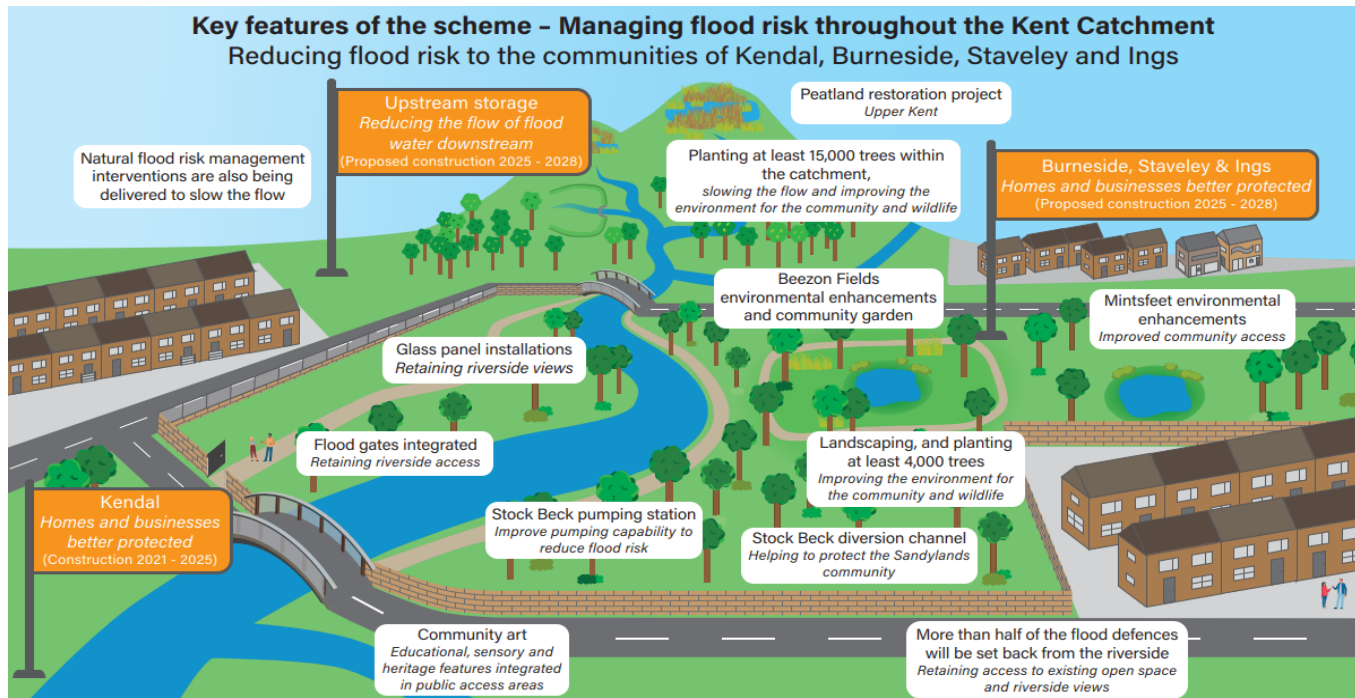 Key features of the scheme – Managing flood risk throughout the Kent Catchment
Reducing flood risk to the communities of Kendal, Burneside, Staveley and Ings
Upstream storage
Reducing the flow of flood
water downstream
(Proposed construction 2025 - 2028)
Peatland restoration project
Upper Kent
Natural flood risk management
interventions are also being
delivered to slow the flow
Planting at least 15,000 trees within
the catchment,
slowing the flow and improving the
environment for the community and wildlife
Burneside, Staveley & Ings
Homes and businesses better protected
(Proposed construction 2025 - 2028)
Beezon Fields
environmental enhancements
and community garden
Mintsfeet environmental
enhancements
Improved community access
Glass panel installations
Retaining riverside views
Flood gates integrated
Retaining riverside access
Landscaping, and planting
at least 4,000 trees
Improving the environment for
the community and wildlife
Kendal
Homes and businesses
better protected
(Construction 2021 - 2025)
Stock Beck pumping station
Improve pumping capability to
reduce flood risk
Stock Beck diversion channel
Helping to protect the Sandylands
community
Community art
Educational, sensory and
heritage features integrated
in public access areas
More than half of the flood defences
will be set back from the riverside
Retaining access to existing open space
and riverside views